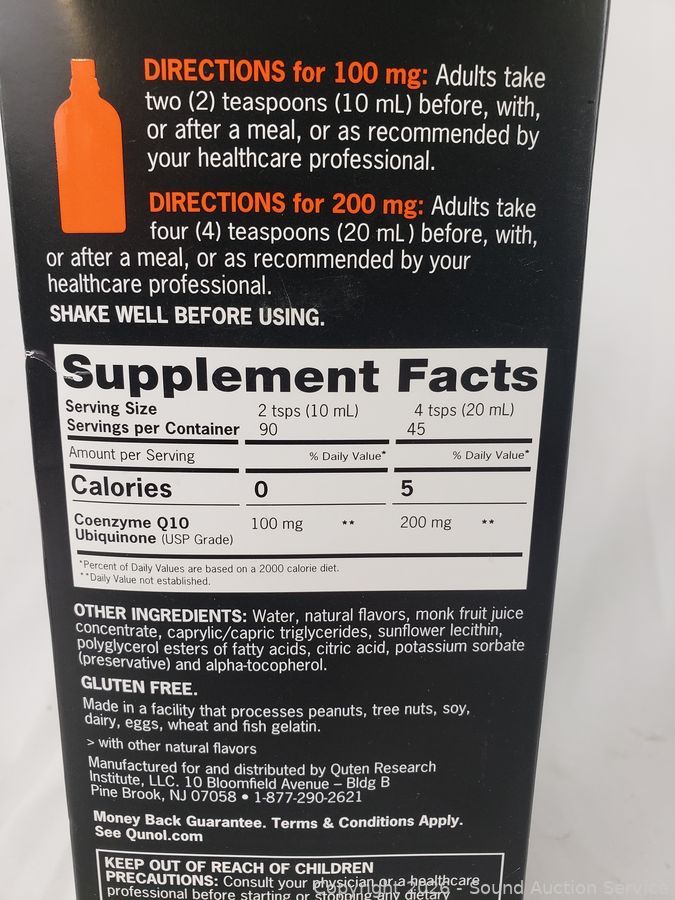 DIRECTIONS for 100 mg: Adults take
two (2) teaspoons (10 mL) before, with,
or after a meal, or as recommended by
your healthcare professional.
DIRECTIONS for 200 mg: Adults take
four (4) teaspoons (20 mL) before, with,
or after a meal, or as recommended by your
healthcare professional.
SHAKE WELL BEFORE USING.
Supplement Facts
Serving Size 2 tsps (10 mL) 4 tsps (20 mL)
Servings per Container 90 45
Amount per Serving % Daily Value* % Daily Value*
Calories 0 5
Coenzyme Q10 100 mg ** 200 mg **
Ubiquinone (USP Grade)
*Percent of Daily Values are based on a 2000 calorie diet.
**Daily Value not established.
OTHER INGREDIENTS: Water, natural flavors, monk fruit juice
concentrate, caprylic/capric triglycerides, sunflower lecithin,
polyglycerol esters of fatty acids, citric acid, potassium sorbate
(preservative) and alpha-tocopherol.
GLUTEN FREE.
Made in a facility that processes peanuts, tree nuts, soy,
dairy, eggs, wheat and fish gelatin.
> with other natural flavors
Manufactured for and distributed by Quten Research
Institute, LLC. 10 Bloomfield Avenue – Bldg B
Pine Brook, NJ 07058 • 1-877-290-2621
Money Back Guarantee. Terms & Conditions Apply.
See Qunol.com
KEEP OUT OF REACH OF CHILDREN
PRECAUTIONS: Consult your physician or a healthcare
professional before starting or stopping any dietary
Copyright 2026 - Sound Auction Service